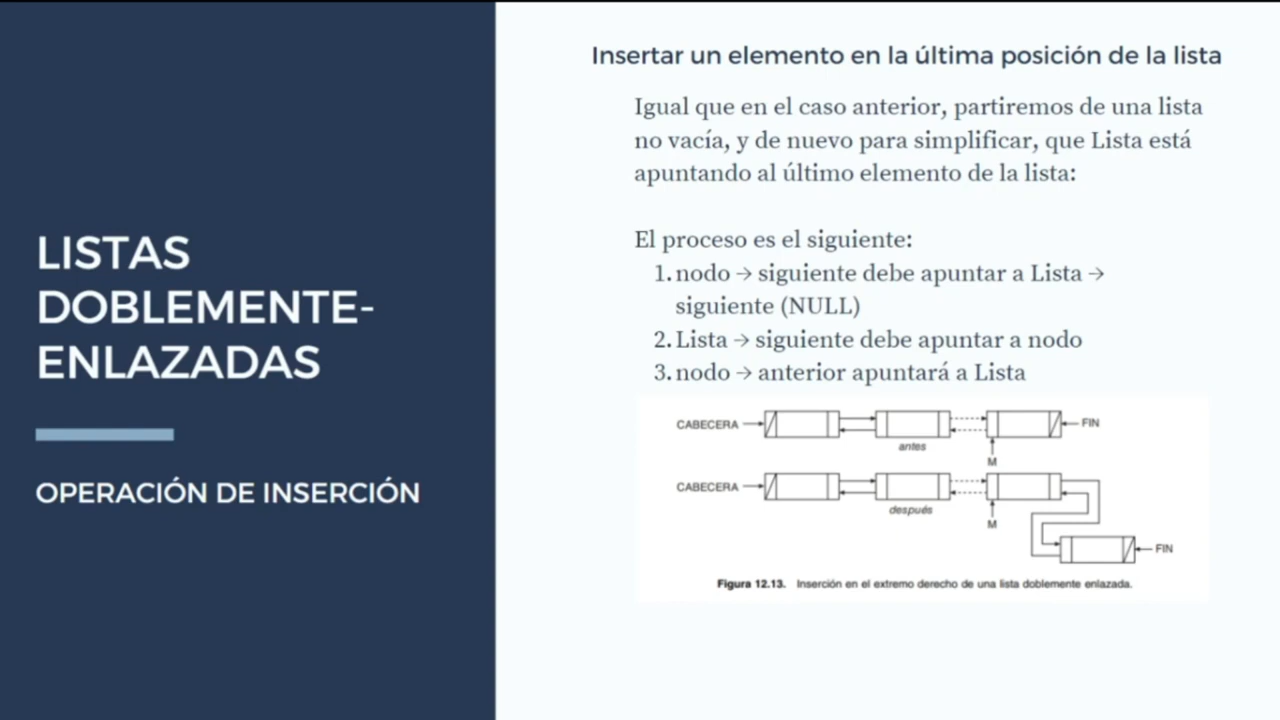 LISTAS
DOBLEMENTE-
ENLAZADAS
OPERACIÓN DE INSERCIÓN
Insertar un elemento en la última posición de la lista
Igual que en el caso anterior, partiremos de una lista
no vacía, y de nuevo para simplificar, que Lista está
apuntando al último elemento de la lista:
El proceso es el siguiente:
1. nodo → siguiente debe apuntar a Lista →
siguiente (NULL)
2. Lista → siguiente debe apuntar a nodo
3. nodo → anterior apuntará a Lista
CABECERA
FIN
antes
M
CABECERA
después
M
FIN
Figura 12.13. Inserción en el extremo derecho de una lista doblemente enlazada.